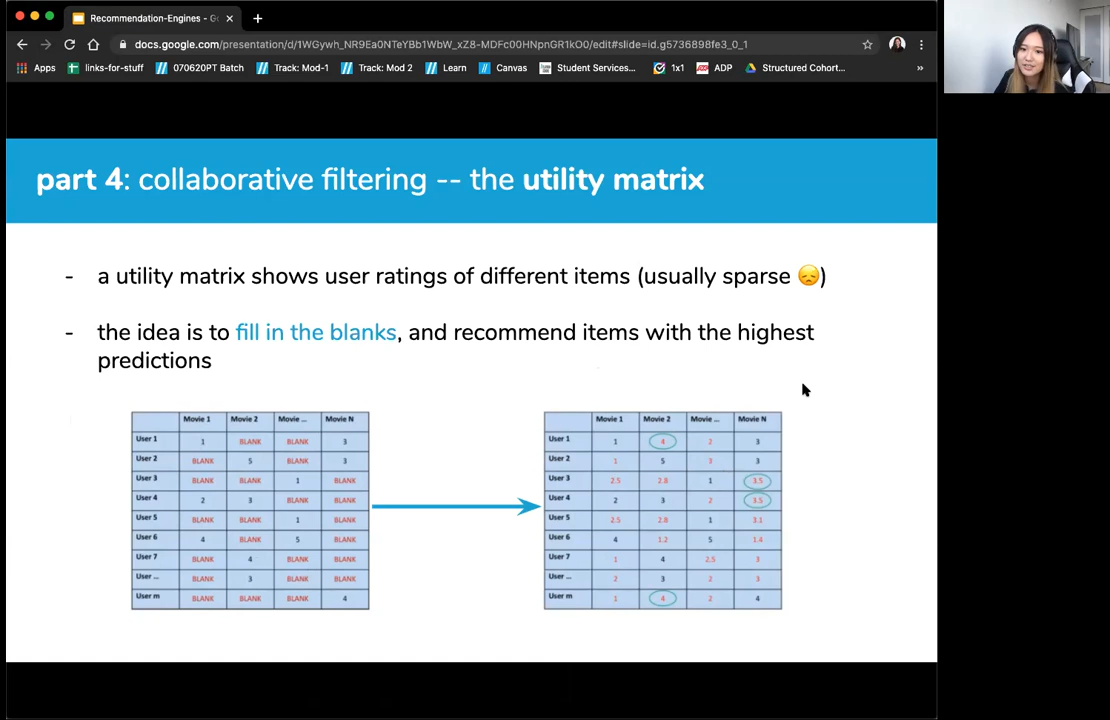 Recommendation-Engines - Go
docs.google.com/presentation/d/1WGywh_NR9Ea0NTeYBb1WbW_xZ8-MDFc00HNpnGR1kO0/edit#slide=id.g5736898fe3_0_1
Apps links-for-stuff 070620PT Batch Track: Mod-1 Track: Mod 2 Learn Canvas Student Services... 1x1 ADP Structured Cohort... »
part 4: collaborative filtering -- the utility matrix
- a utility matrix shows user ratings of different items (usually sparse 😞)
- the idea is to fill in the blanks, and recommend items with the highest
predictions
Movie 1 Movie 2 Movie ... Movie N
User 1 1 BLANK BLANK 3
User 2 BLANK 5 BLANK 3
User 3 BLANK BLANK 1 BLANK
User 4 2 3 BLANK BLANK
User 5 BLANK BLANK 1 BLANK
User 6 4 BLANK 5 BLANK
User 7 BLANK 4 BLANK BLANK
User ... BLANK 3 BLANK BLANK
User m BLANK BLANK BLANK 4
Movie 1 Movie 2 Movie ... Movie N
User 1 1 4 2 3
User 2 1 5 3
User 3 2.5 2.8 1 3.5
User 4 2 3 2 3.5
User 5 2.5 2.8 1 3.1
User 6 4 1.2 5 1.4
User 7 1 4 2.5 3
User ... 2 3 2 3
User m 1 4 2 4